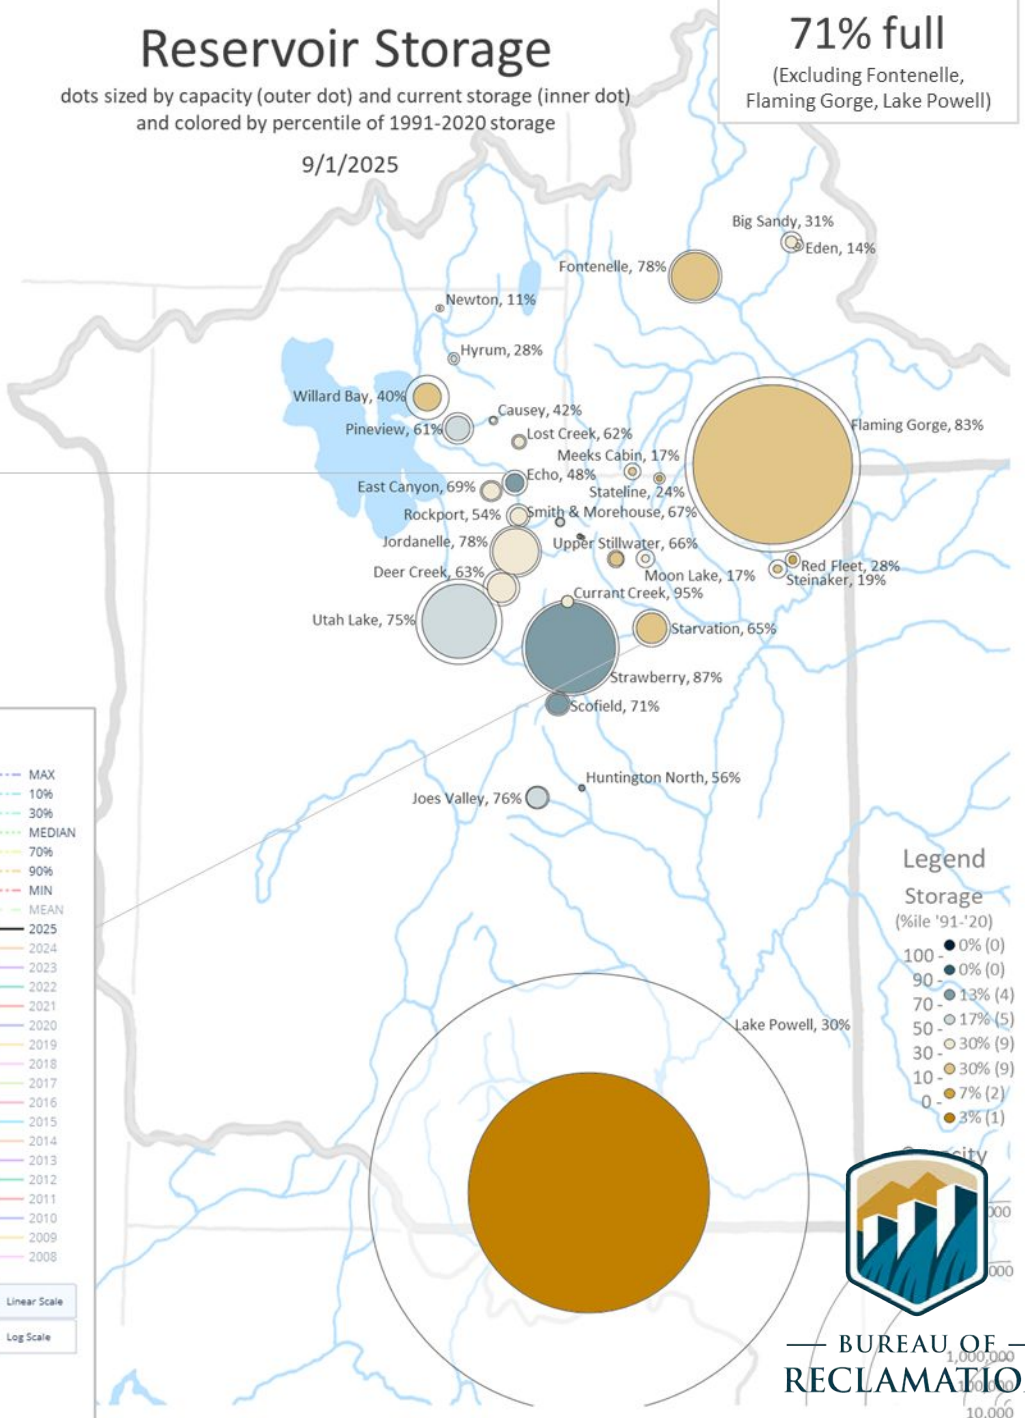 Reservoir Storage
dots sized by capacity (outer dot) and current storage (inner dot)
and colored by percentile of 1991-2020 storage
9/1/2025
71% full
(Excluding Fontenelle,
Flaming Gorge, Lake Powell)
Big Sandy, 31%
Eden, 14%
Fontenelle, 78%
Newton, 11%
Hyrum, 28%
Willard Bay, 40%
Causey, 42%
Pineview, 61%
Lost Creek, 62%
Flaming Gorge, 83%
Meeks Cabin, 17%
Echo, 48%
East Canyon, 69%
Stateline, 24%
Rockport, 54%
Smith & Morehouse, 67%
Jordanelle, 78%
Upper Stillwater, 66%
Red Fleet, 28%
Deer Creek, 63%
Moon Lake, 17%
Steinaker, 19%
Currant Creek, 95%
Utah Lake, 75%
Starvation, 65%
Strawberry, 87%
Scofield, 71%
Huntington North, 56%
Joes Valley, 76%
Lake Powell, 30%
MAX
10%
30%
MEDIAN
70%
90%
MIN
MEAN
2025
2024
2023
2022
2021
2020
2019
2018
2017
2016
2015
2014
2013
2012
2011
2010
2009
2008
Linear Scale
Log Scale
Legend
Storage
(%ile '91-'20)
0% (0)
100 -
0% (0)
90 -
13% (4)
70 -
17% (5)
50 -
30% (9)
30 -
30% (9)
10 -
7% (2)
0 -
3% (1)
BUREAU OF
RECLAMATIO
1,000,000
100,000
10,000